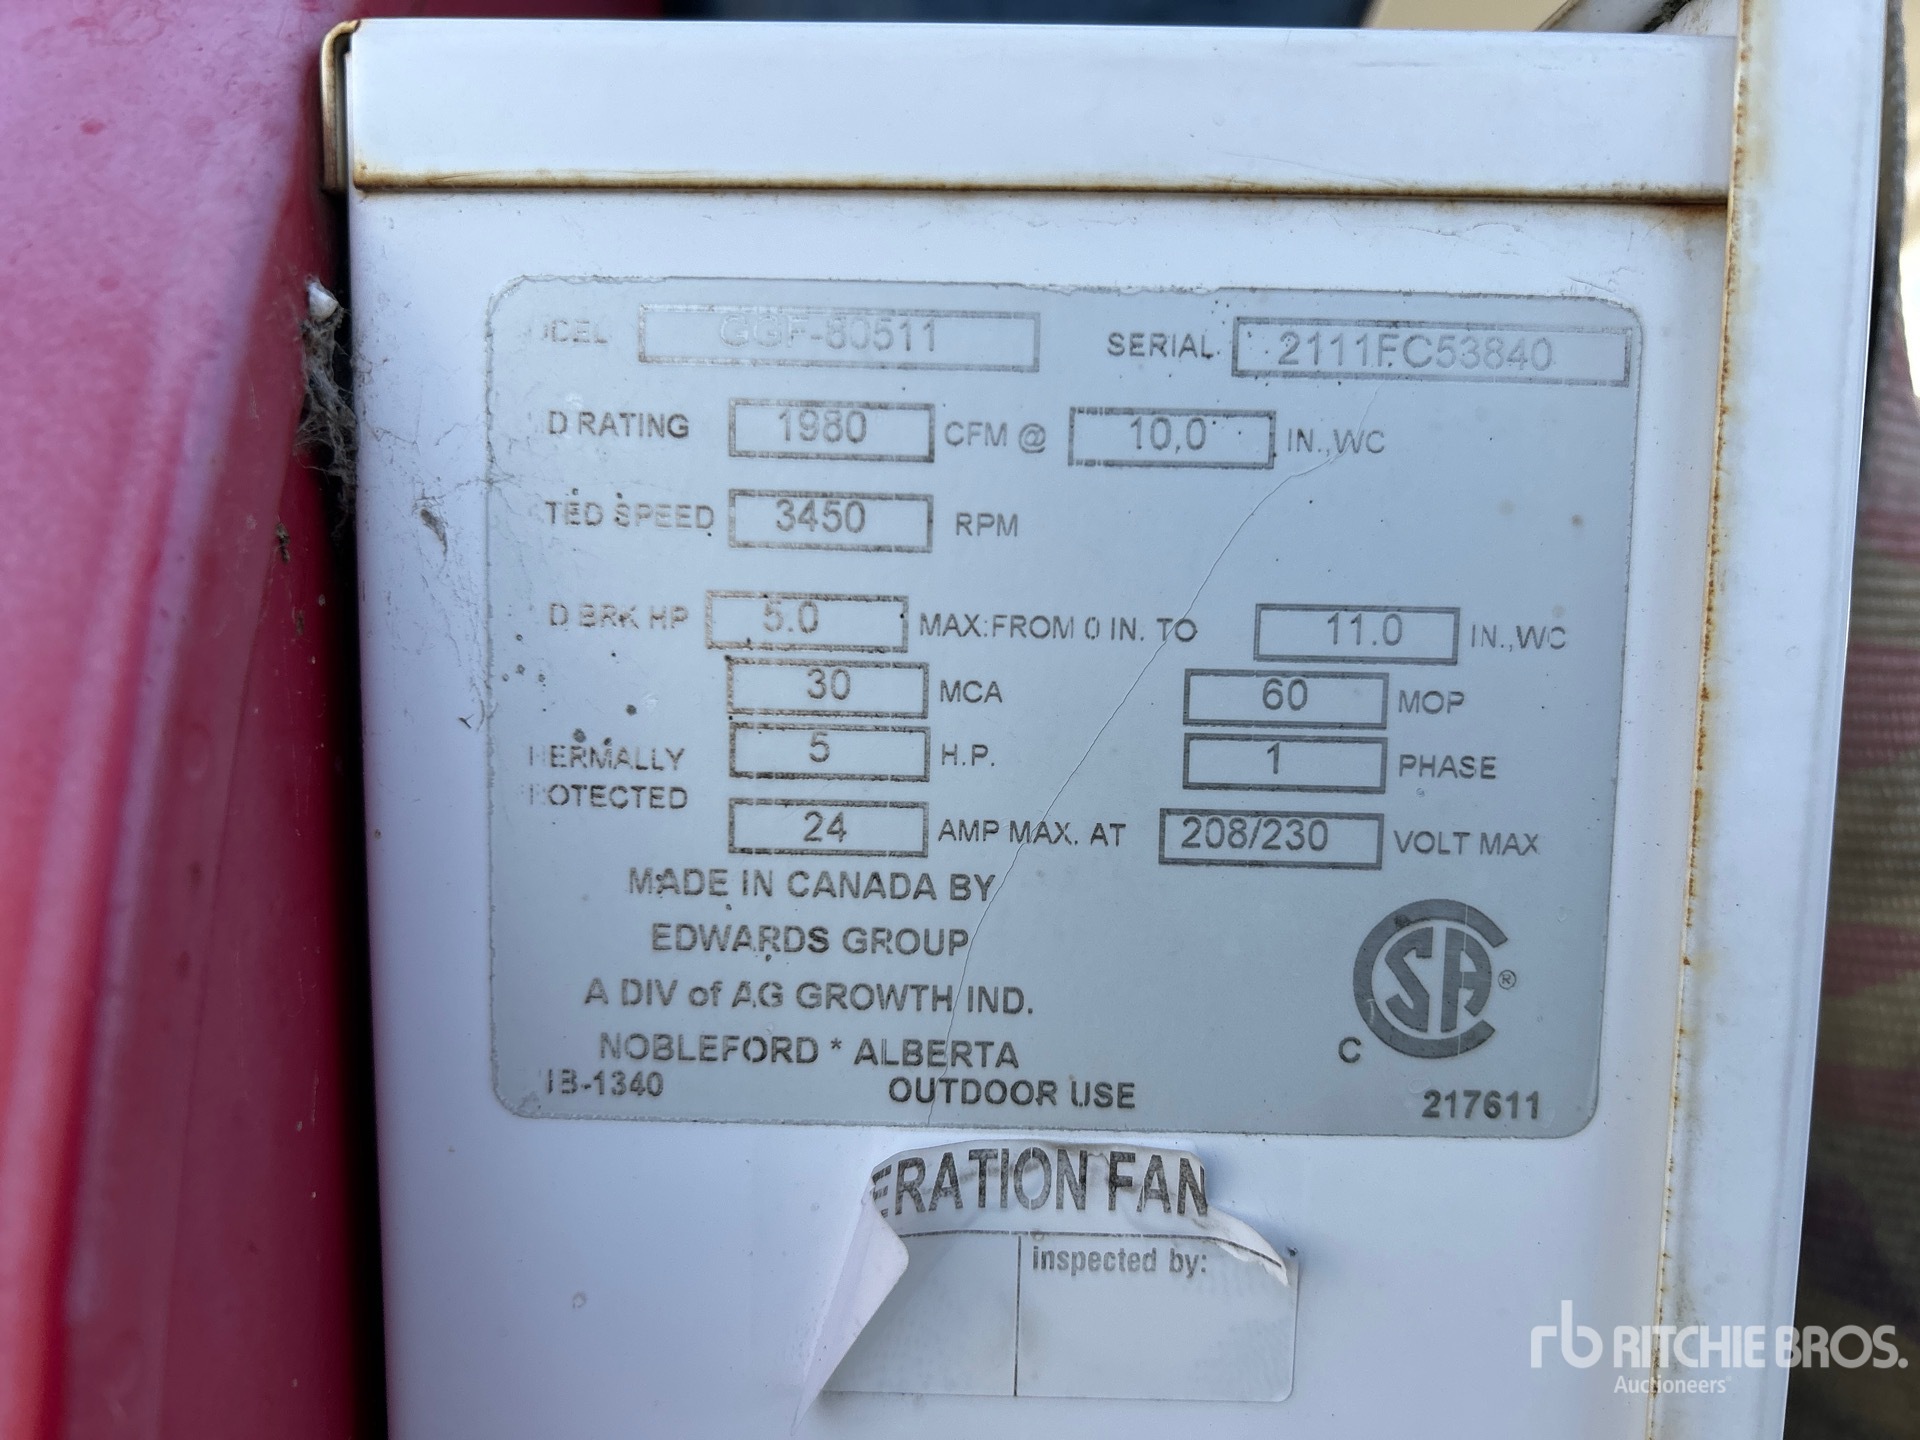 GGF-80511 SERIAL 2111FC53840
D RATING 1980 CFM @ 10.0 IN.,WC
TED SPEED 3450 RPM
D BRK HP 5.0 MAX:FROM 0 IN. TO 11.0 IN.,WC
30 MCA 60 MOP
HERMALLY 5 H.P. 1 PHASE
ROTECTED
24 AMP MAX. AT 208/230 VOLT MAX
MADE IN CANADA BY
EDWARDS GROUP
A DIV of AG GROWTH IND.
NOBLEFORD * ALBERTA
IB-1340 OUTDOOR USE
CSA ®
C
217611
ERATION FAN
inspected by:
rb RITCHIE BROS.
Auctioneers